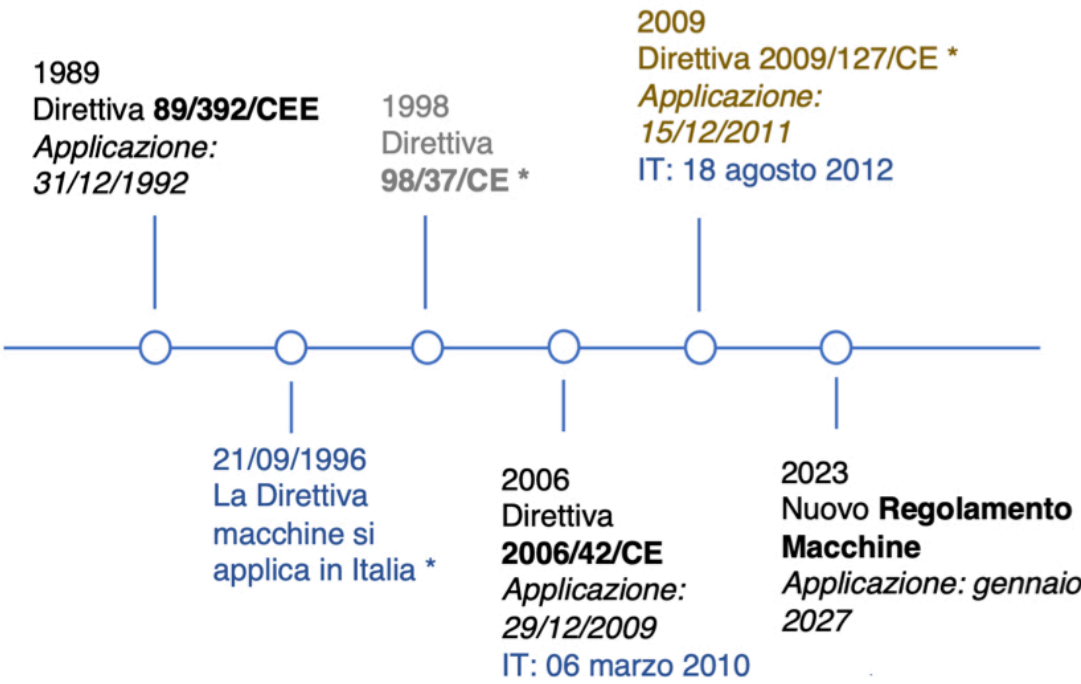 1989
Direttiva 89/392/CEE
Applicazione:
31/12/1992
21/09/1996
La Direttiva
macchine si
applica in Italia *
1998
Direttiva
98/37/CE *
2006
Direttiva
2006/42/CE
Applicazione:
29/12/2009
IT: 06 marzo 2010
2009
Direttiva 2009/127/CE *
Applicazione:
15/12/2011
IT: 18 agosto 2012
2023
Nuovo Regolamento
Macchine
Applicazione: gennaio
2027